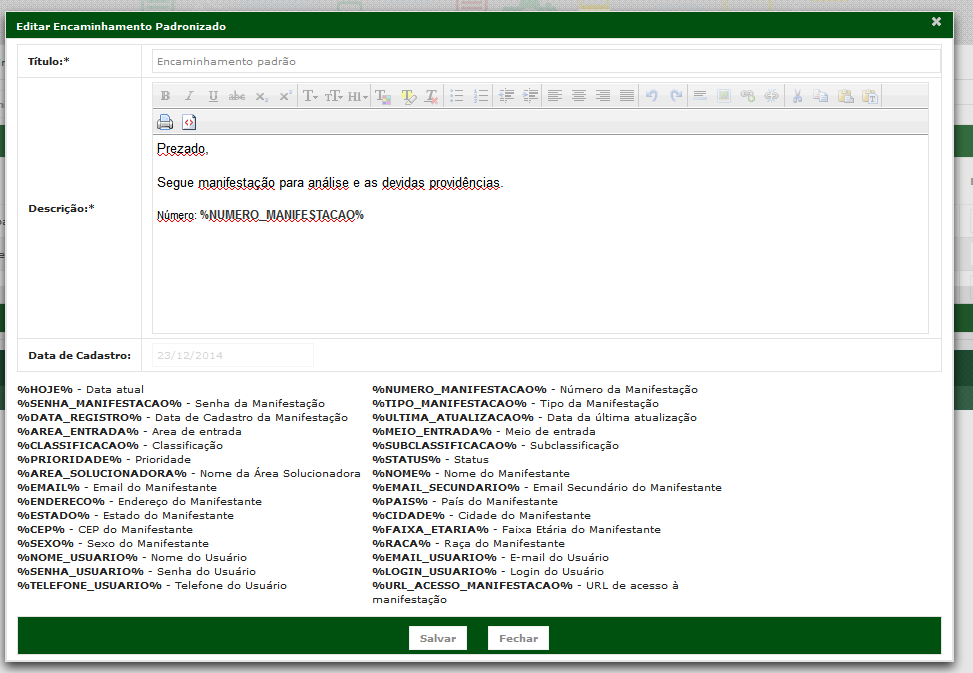 Editar Encaminhamento Padronizado
Título:*
Encaminhamento padrão
Descrição:*
Prezado,
Segue manifestação para análise e as devidas providências.
Número: %NUMERO_MANIFESTACAO%
Data de Cadastro:
23/12/2014
%HOJE% - Data atual
%SENHA_MANIFESTACAO% - Senha da Manifestação
%DATA_REGISTRO% - Data de Cadastro da Manifestação
%AREA_ENTRADA% - Area de entrada
%CLASSIFICACAO% - Classificação
%PRIORIDADE% - Prioridade
%AREA_SOLUCIONADORA% - Nome da Área Solucionadora
%EMAIL% - Email do Manifestante
%ENDERECO% - Endereço do Manifestante
%ESTADO% - Estado do Manifestante
%CEP% - CEP do Manifestante
%SEXO% - Sexo do Manifestante
%NOME_USUARIO% - Nome do Usuário
%SENHA_USUARIO% - Senha do Usuário
%TELEFONE_USUARIO% - Telefone do Usuário
%NUMERO_MANIFESTACAO% - Número da Manifestação
%TIPO_MANIFESTACAO% - Tipo da Manifestação
%ULTIMA_ATUALIZACAO% - Data da última atualização
%MEIO_ENTRADA% - Meio de entrada
%SUBCLASSIFICACAO% - Subclassificação
%STATUS% - Status
%NOME% - Nome do Manifestante
%EMAIL_SECUNDARIO% - Email Secundário do Manifestante
%PAIS% - País do Manifestante
%CIDADE% - Cidade do Manifestante
%FAIXA_ETARIA% - Faixa Etária do Manifestante
%RACA% - Raça do Manifestante
%EMAIL_USUARIO% - E-mail do Usuário
%LOGIN_USUARIO% - Login do Usuário
%URL_ACESSO_MANIFESTACAO% - URL de acesso à
manifestação
Salvar
Fechar